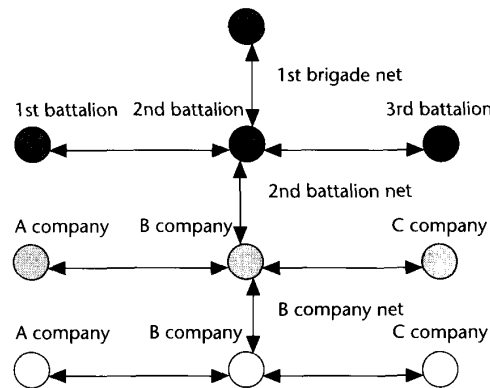 1st brigade net
1st battalion 2nd battalion 3rd battalion
2nd battalion net
A company B company C company
B company net
A company B company C company